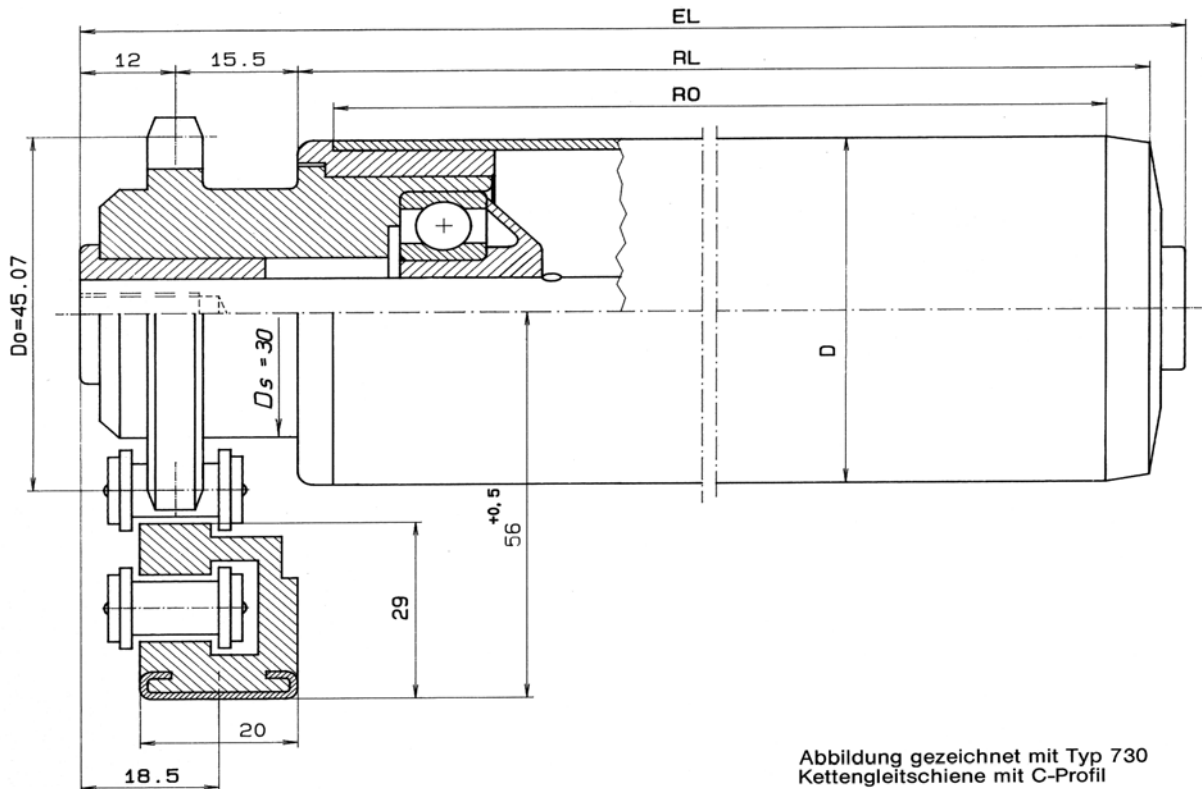 EL
12
15.5
RL
RO
Do=45.07
Ds = 30
D
+0,5
56
29
20
18.5
Abbildung gezeichnet mit Typ 730
Kettengleitschiene mit C-Profil